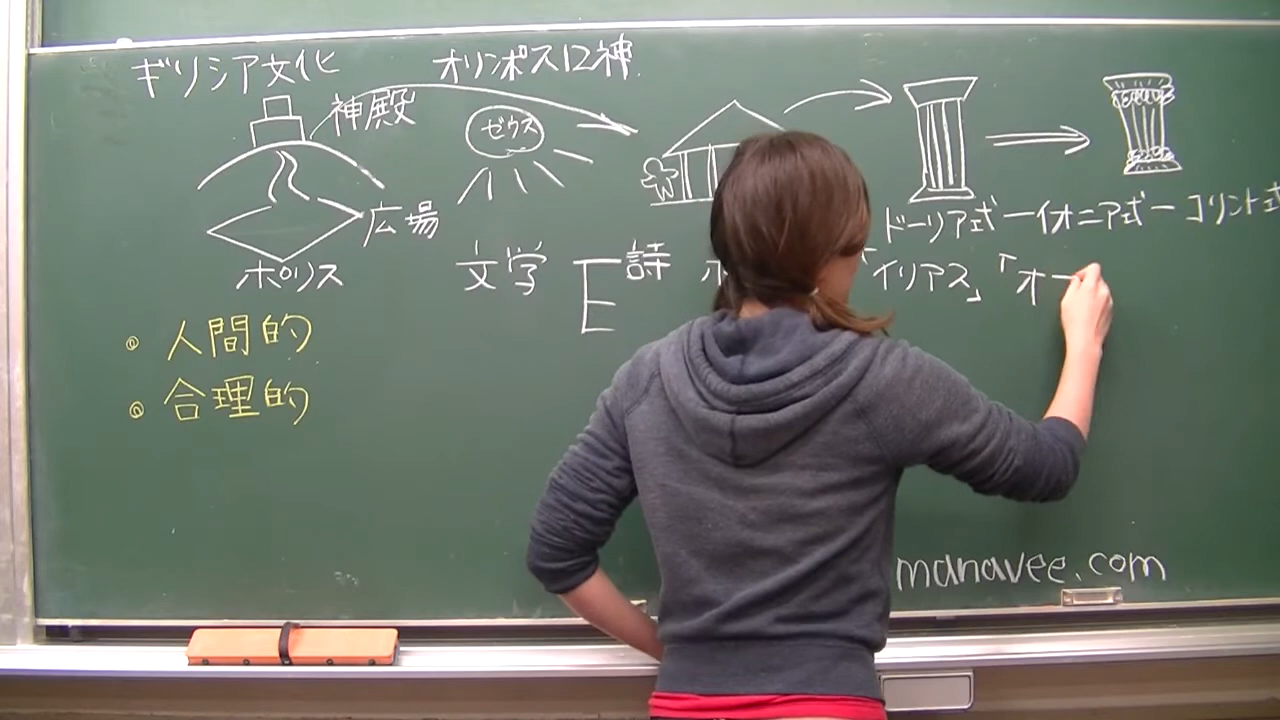 ギリシア文化
オリンポス12神
神殿
ゼウス
広場
ポリス
ドーリア式ーイオニア式ーコリント式
文学
詩
「イリアス」「オー
・人間的
・合理的
manavee.com